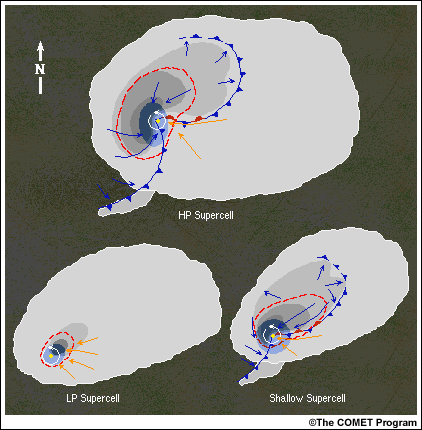 N
HP Supercell
LP Supercell
Shallow Supercell
©The COMET Program